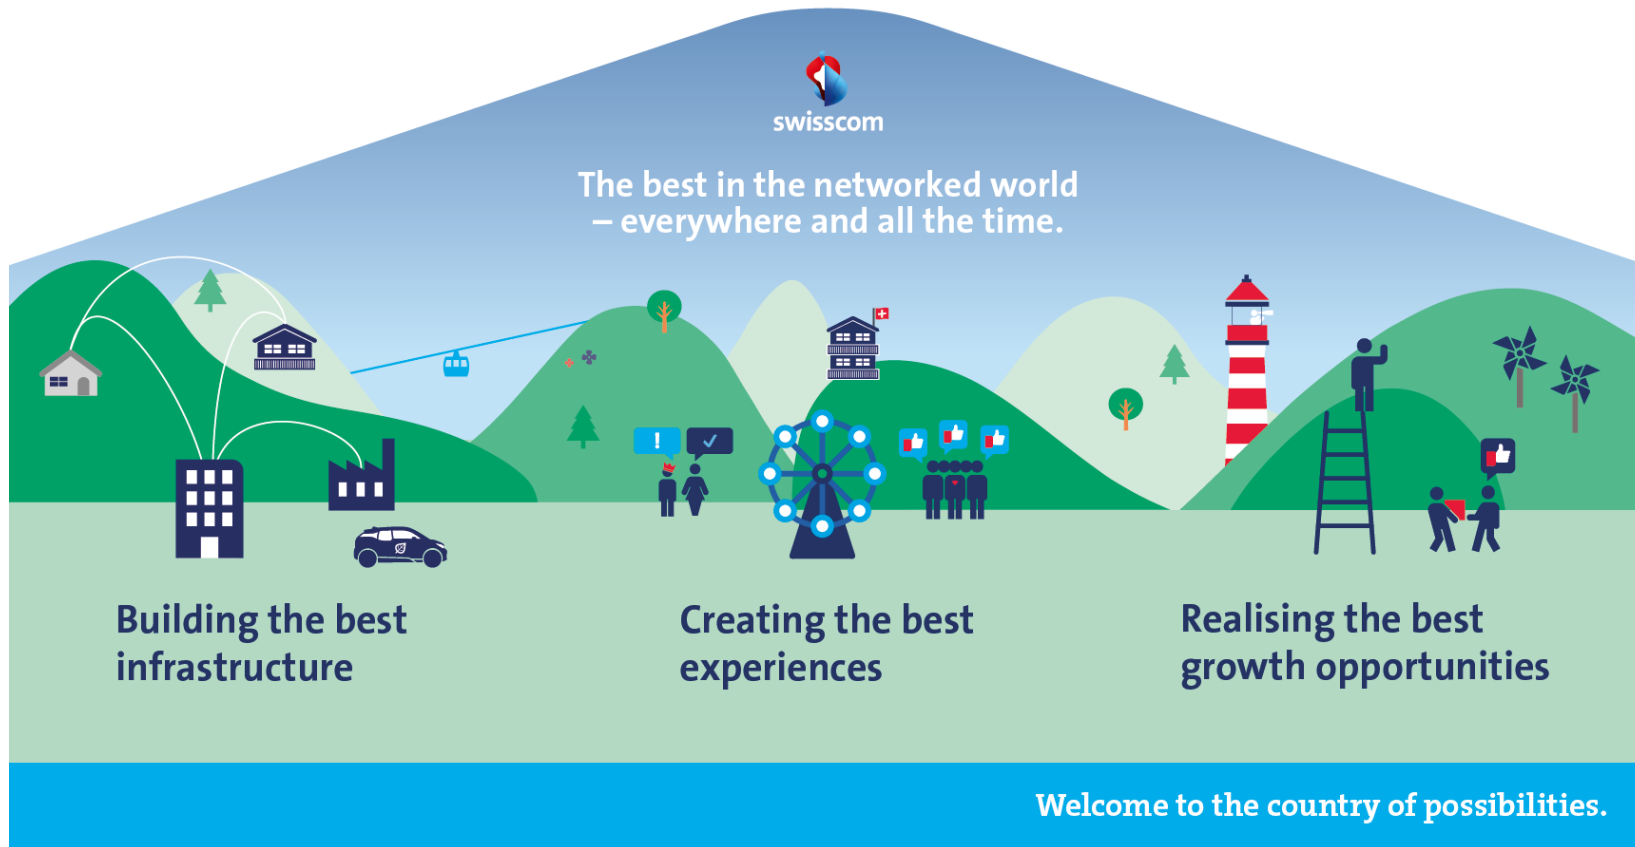 swisscom
The best in the networked world
– everywhere and all the time.
!
Building the best
infrastructure
Creating the best
experiences
Realising the best
growth opportunities
Welcome to the country of possibilities.